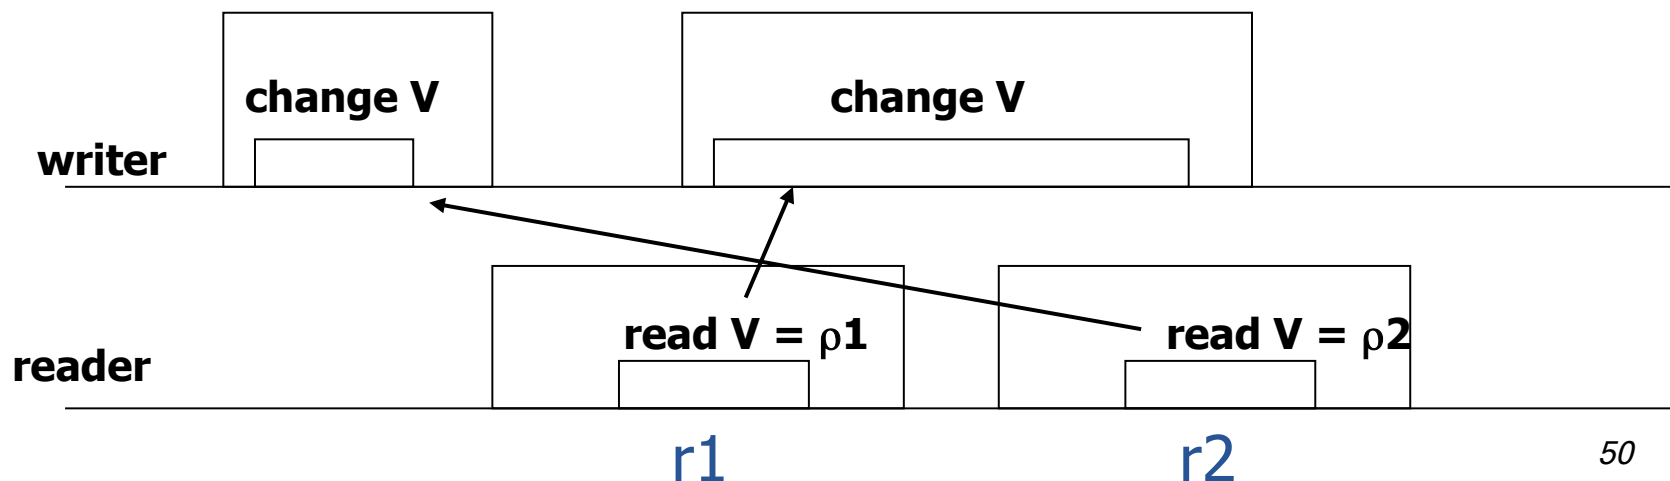 change V
change V
writer
read V = ρ1
read V = ρ2
reader
r1
r2
50